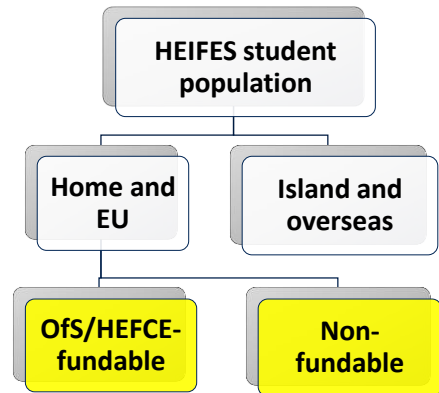 HEIFES student
population
Home and
EU
Island and
overseas
OfS/HEFCE-
fundable
Non-
fundable